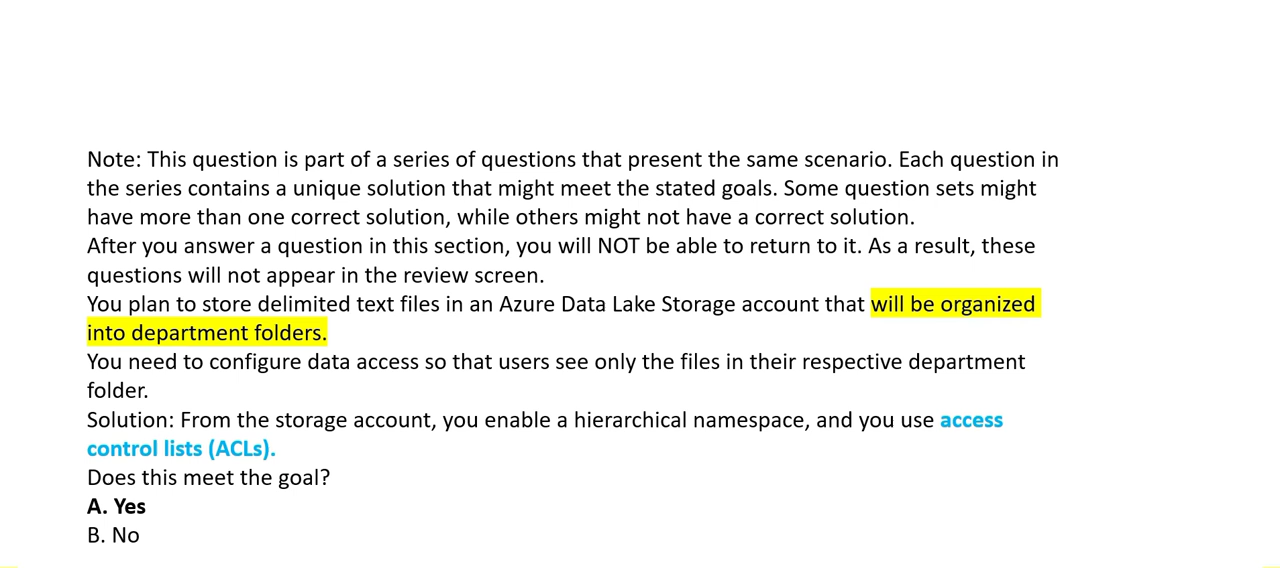 Note: This question is part of a series of questions that present the same scenario. Each question in
the series contains a unique solution that might meet the stated goals. Some question sets might
have more than one correct solution, while others might not have a correct solution.
After you answer a question in this section, you will NOT be able to return to it. As a result, these
questions will not appear in the review screen.
You plan to store delimited text files in an Azure Data Lake Storage account that will be organized
into department folders.
You need to configure data access so that users see only the files in their respective department
folder.
Solution: From the storage account, you enable a hierarchical namespace, and you use access
control lists (ACLs).
Does this meet the goal?
A. Yes
B. No